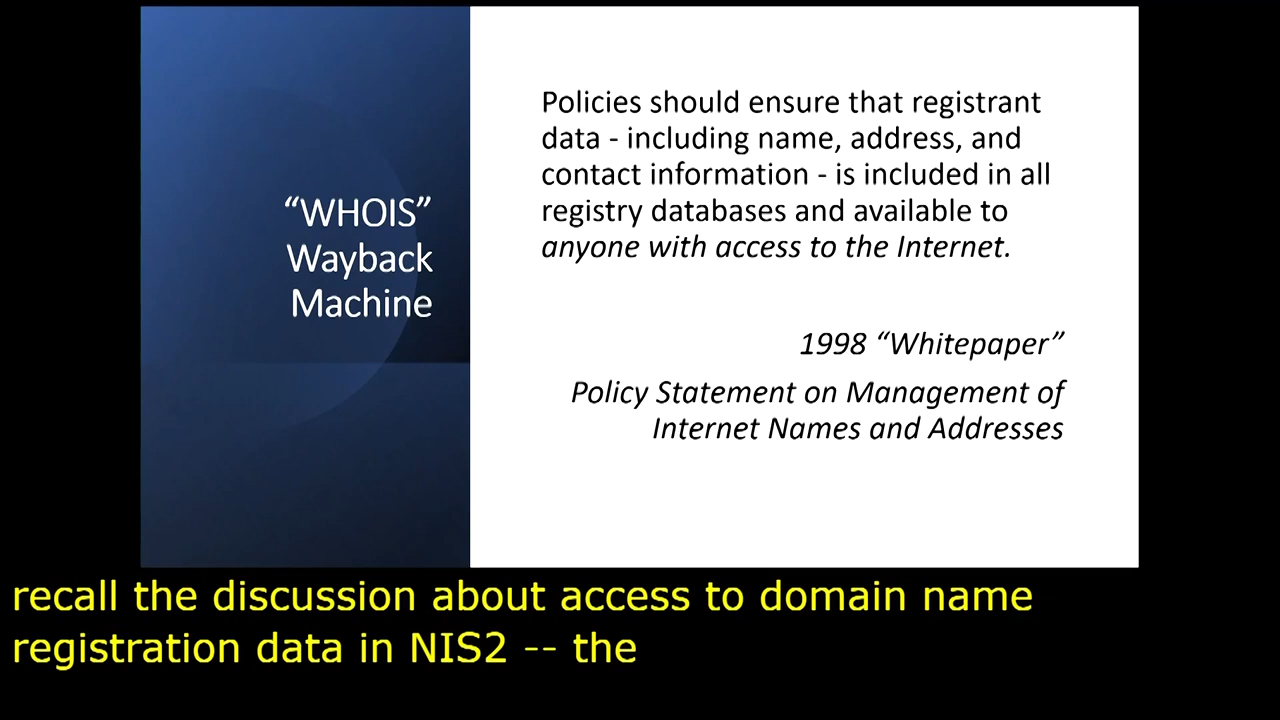 “WHOIS”
Wayback
Machine
Policies should ensure that registrant
data - including name, address, and
contact information - is included in all
registry databases and available to
anyone with access to the Internet.
1998 “Whitepaper”
Policy Statement on Management of
Internet Names and Addresses
recall the discussion about access to domain name
registration data in NIS2 -- the